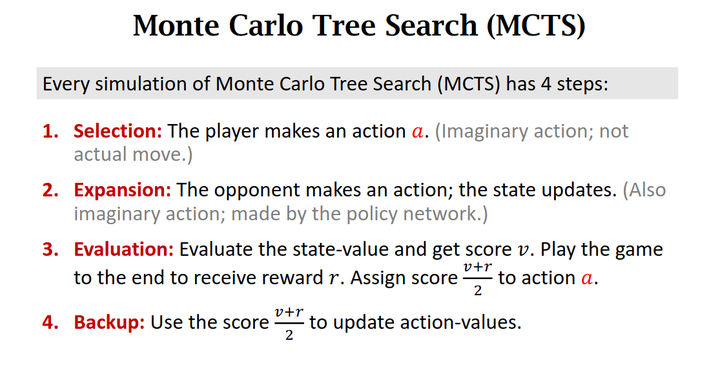 Monte Carlo Tree Search (MCTS)
Every simulation of Monte Carlo Tree Search (MCTS) has 4 steps:
1. Selection: The player makes an action a. (Imaginary action; not
actual move.)
2. Expansion: The opponent makes an action; the state updates. (Also
imaginary action; made by the policy network.)
3. Evaluation: Evaluate the state-value and get score v. Play the game
to the end to receive reward r. Assign score (v+r)/2 to action a.
4. Backup: Use the score (v+r)/2 to update action-values.